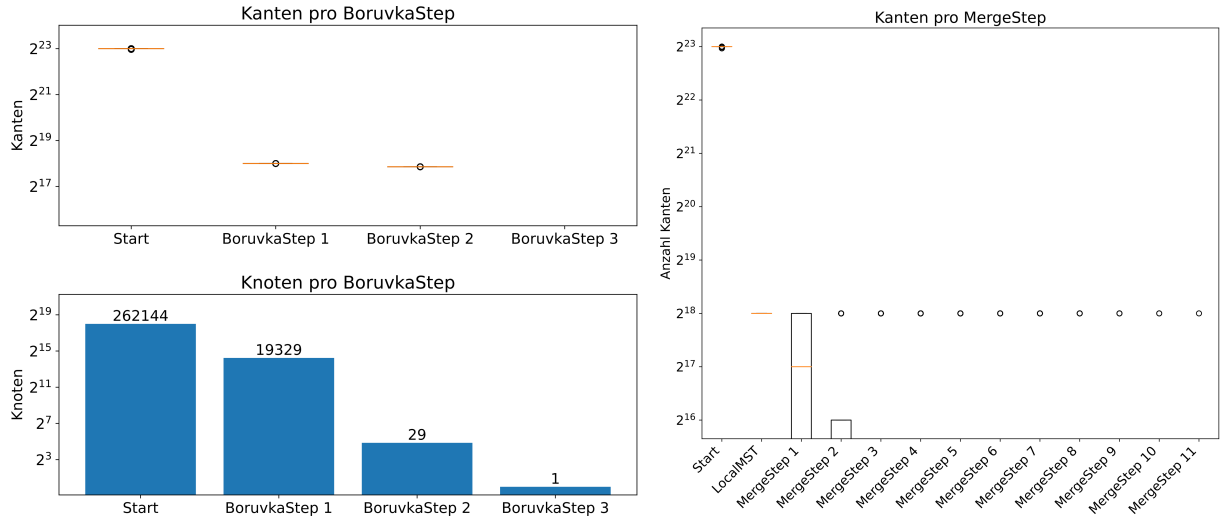 Kanten pro BoruvkaStep
Kanten
2^23
2^21
2^19
2^17
Start
BoruvkaStep 1
BoruvkaStep 2
BoruvkaStep 3
Knoten pro BoruvkaStep
Knoten
2^19
2^15
2^11
2^7
2^3
262144
19329
29
1
Start
BoruvkaStep 1
BoruvkaStep 2
BoruvkaStep 3
Kanten pro MergeStep
Anzahl Kanten
2^23
2^22
2^21
2^20
2^19
2^18
2^17
2^16
Start
LocalMST
MergeStep 1
MergeStep 2
MergeStep 3
MergeStep 4
MergeStep 5
MergeStep 6
MergeStep 7
MergeStep 8
MergeStep 9
MergeStep 10
MergeStep 11